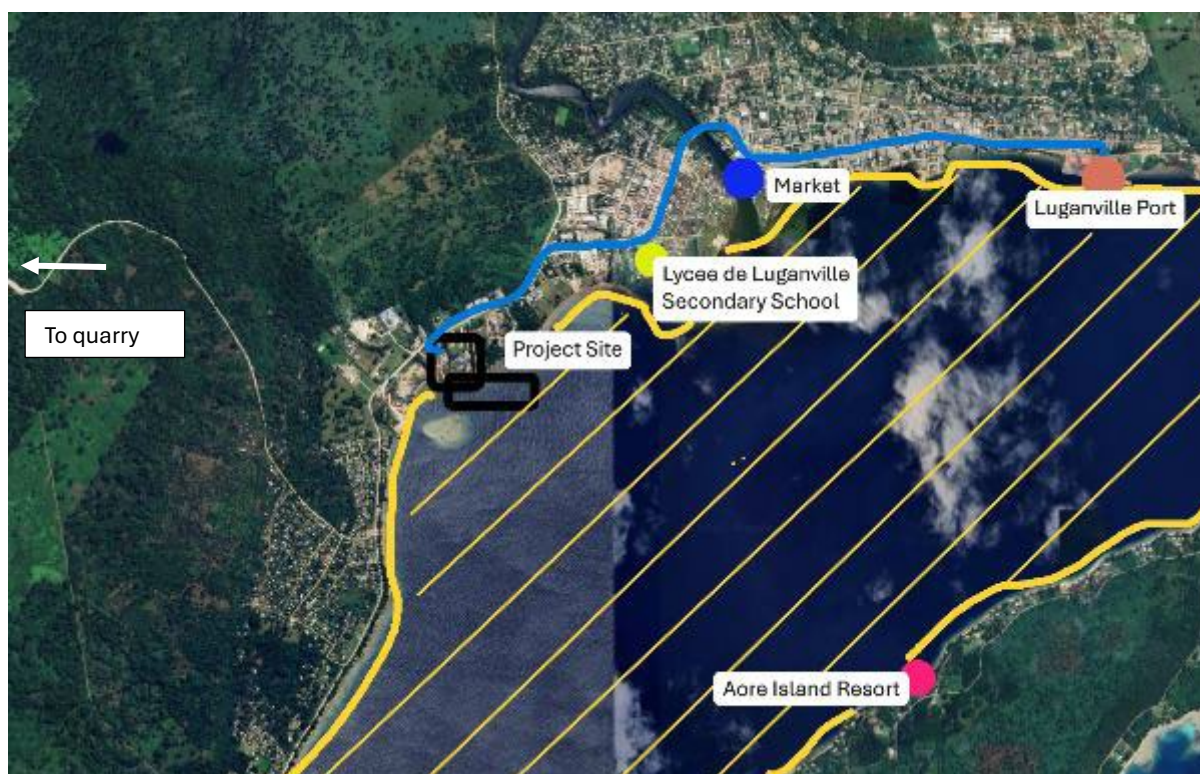 Market
Luganville Port
Lycee de Luganville
Secondary School
To quarry
Project Site
Aore Island Resort